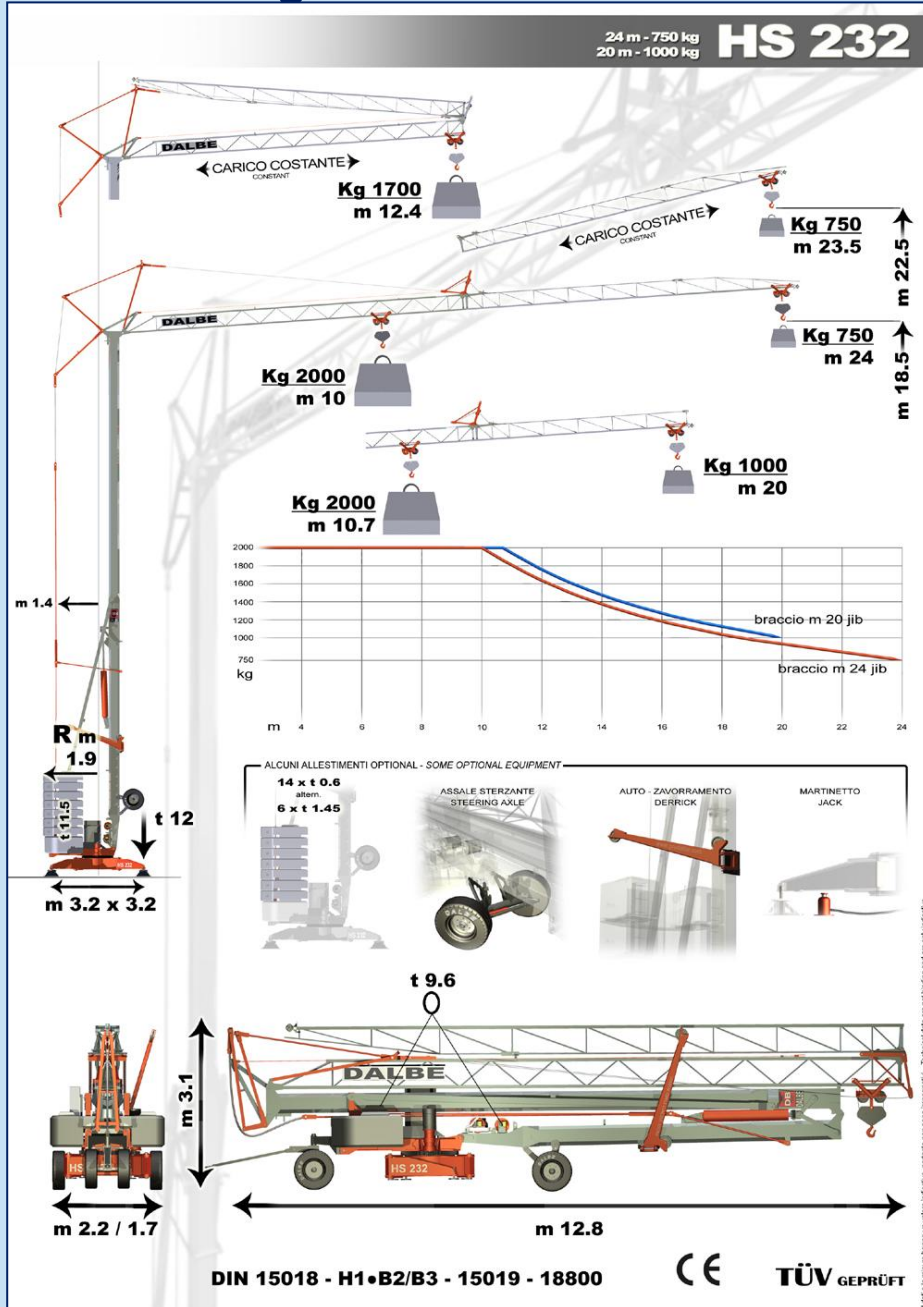 24 m - 750 kg
20 m - 1000 kg
HS 232
DALBE
CARICO COSTANTE
CONSTANT
Kg 1700
m 12.4
CARICO COSTANTE
CONSTANT
Kg 750
m 23.5
m 22.5
DALBE
Kg 2000
m 10
Kg 750
m 24
m 18.5
Kg 2000
m 10.7
Kg 1000
m 20
2000
1800
1600
1400
1200
1000
750
kg
braccio m 20 jib
braccio m 24 jib
m 4 6 8 10 12 14 16 18 20 22 24
m 1.4
R m
1.9
t 11.5
t 12
HS 232
m 3.2 x 3.2
ALCUNI ALLESTIMENTI OPTIONAL - SOME OPTIONAL EQUIPMENT
14 x t 0.6
altern.
6 x t 1.45
HS 232
ASSALE STERZANTE
STEERING AXLE
AUTO - ZAVORRAMENTO
DERRICK
MARTINETTO
JACK
t 9.6
m 3.1
DALBE
DB
HS 232
HS
m 2.2 / 1.7
m 12.8
DIN 15018 - H1•B2/B3 - 15019 - 18800
CE
TÜV GEPRÜFT